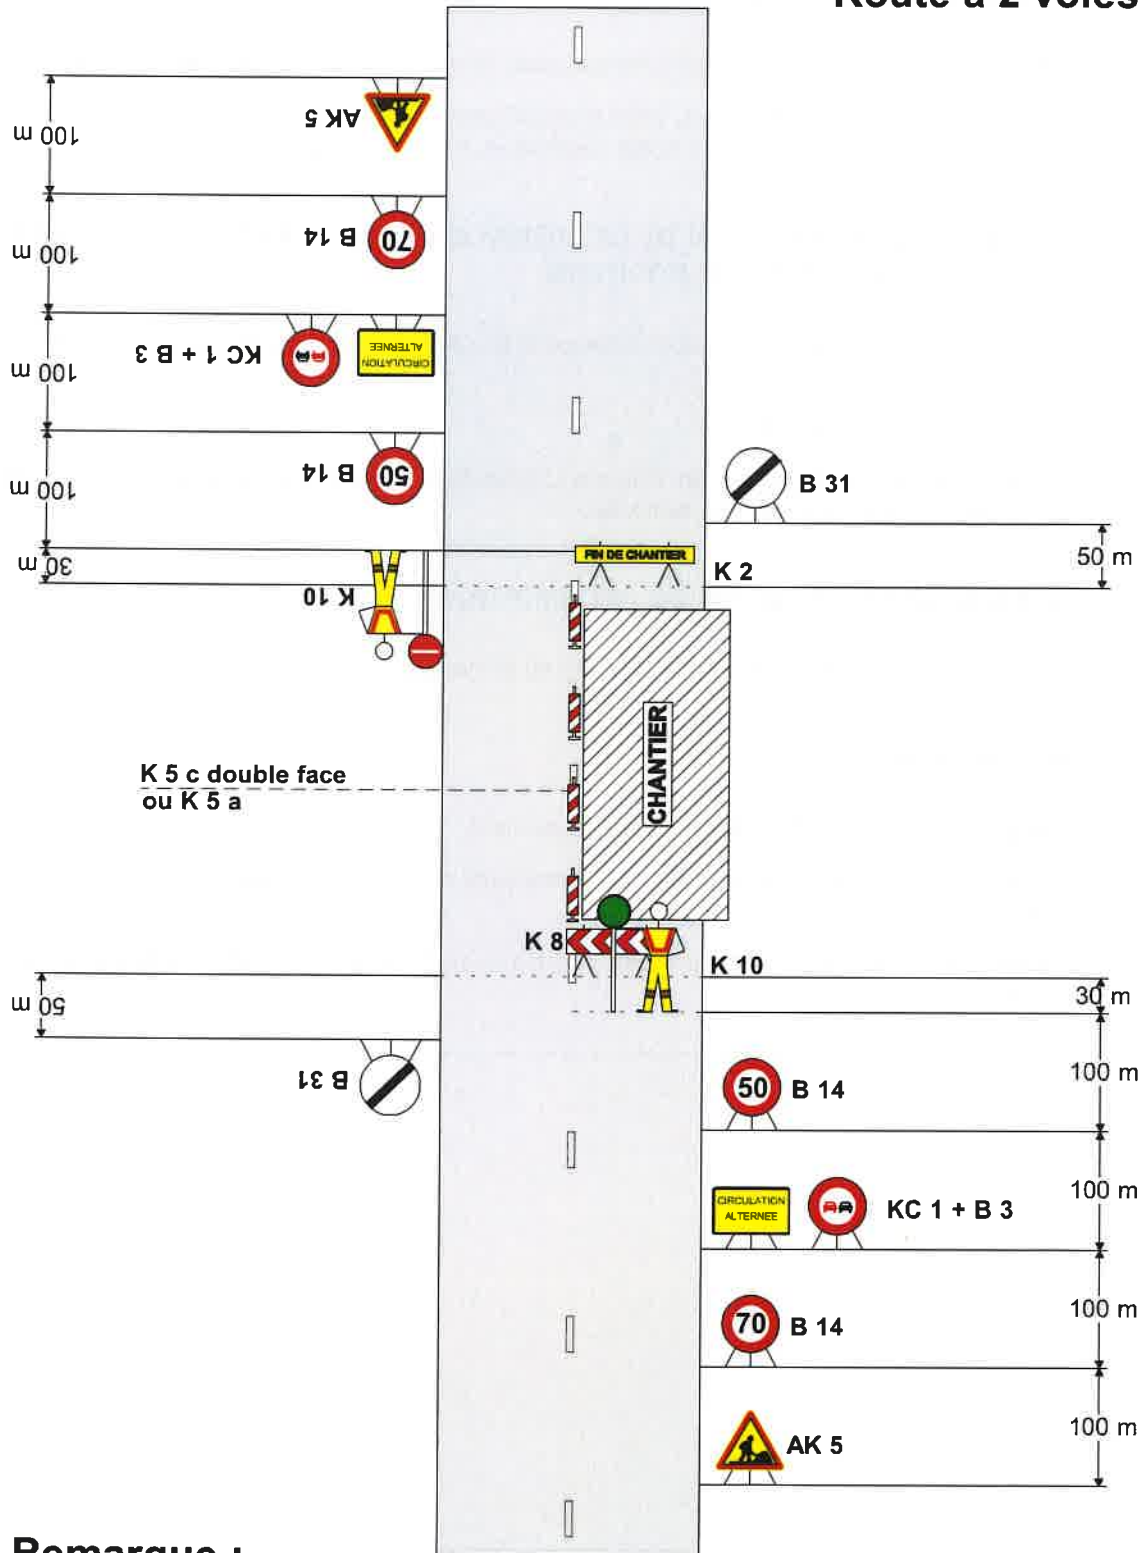 Route à 2 voies
100 m
AK 5
100 m
B 14
70
100 m
KC 1 + B 3
CIRCULATION
ALTERNEE
100 m
B 14
50
B 31
50 m
30 m
K 10
FIN DE CHANTIER
K 2
CHANTIER
K 5 c double face
ou K 5 a
K 8
K 10
50 m
30 m
B 31
50
B 14
100 m
CIRCULATION
ALTERNEE
KC 1 + B 3
100 m
70
B 14
100 m
AK 5
100 m
Remarque :